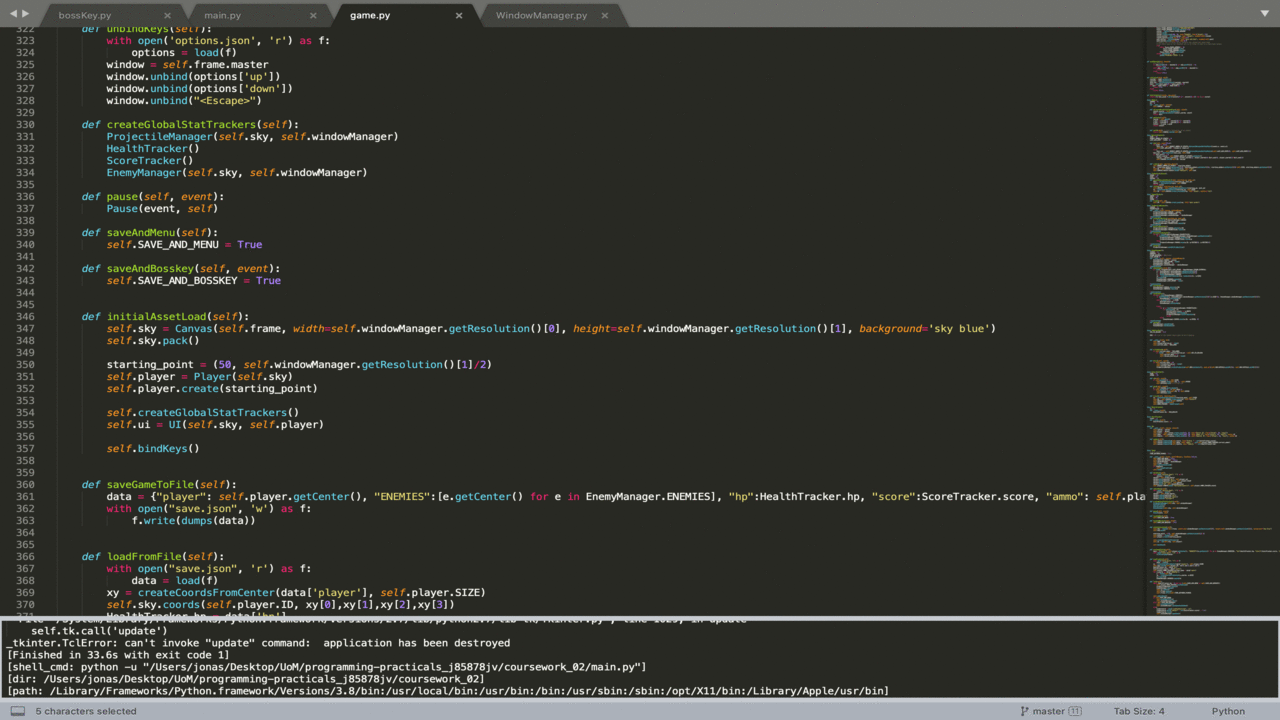 bossKey.py
main.py
game.py
WindowManager.py
322 def unbindKeys(self):
323 with open('options.json', 'r') as f:
324 options = load(f)
325 window = self.frame.master
326 window.unbind(options['up'])
327 window.unbind(options['down'])
328 window.unbind("<Escape>")
329
330 def createGlobalStatTrackers(self):
331 ProjectileManager(self.sky, self.windowManager)
332 HealthTracker()
333 ScoreTracker()
334 EnemyManager(self.sky, self.windowManager)
335
336 def pause(self, event):
337 Pause(event, self)
338
339 def saveAndMenu(self):
340 self.SAVE_AND_MENU = True
341
342 def saveAndBosskey(self, event):
343 self.SAVE_AND_BOSSKEY = True
344
345
346 def initialAssetLoad(self):
347 self.sky = Canvas(self.frame, width=self.windowManager.getResolution()[0], height=self.windowManager.getResolution()[1], background='sky blue')
348 self.sky.pack()
349
350 starting_point = (50, self.windowManager.getResolution()[1]/2)
351 self.player = Player(self.sky)
352 self.player.create(starting_point)
353
354 self.createGlobalStatTrackers()
355 self.ui = UI(self.sky, self.player)
356
357 self.bindKeys()
358
359
360 def saveGameToFile(self):
361 data = {"player": self.player.getCenter(), "ENEMIES":[e.getCenter() for e in EnemyManager.ENEMIES], "hp":HealthTracker.hp, "score":ScoreTracker.score, "ammo": self.pla
362 with open("save.json", 'w') as f:
363 f.write(dumps(data))
364
365
366 def loadFromFile(self):
367 with open("save.json", 'r') as f:
368 data = load(f)
369 xy = createCoordsFromCenter(data['player'], self.player.SIZE)
370 self.sky.coords(self.player.ID, xy[0],xy[1],xy[2],xy[3])
self.tk.call('update')
_tkinter.TclError: can't invoke "update" command:  application has been destroyed
[Finished in 33.6s with exit code 1]
[shell_cmd: python -u "/Users/jonas/Desktop/UoM/programming-practicals_j85878jv/coursework_02/main.py"]
[dir: /Users/jonas/Desktop/UoM/programming-practicals_j85878jv/coursework_02]
[path: /Library/Frameworks/Python.framework/Versions/3.8/bin:/usr/local/bin:/usr/bin:/bin:/usr/sbin:/sbin:/opt/X11/bin:/Library/Apple/usr/bin]
5 characters selected
master 11
Tab Size: 4
Python